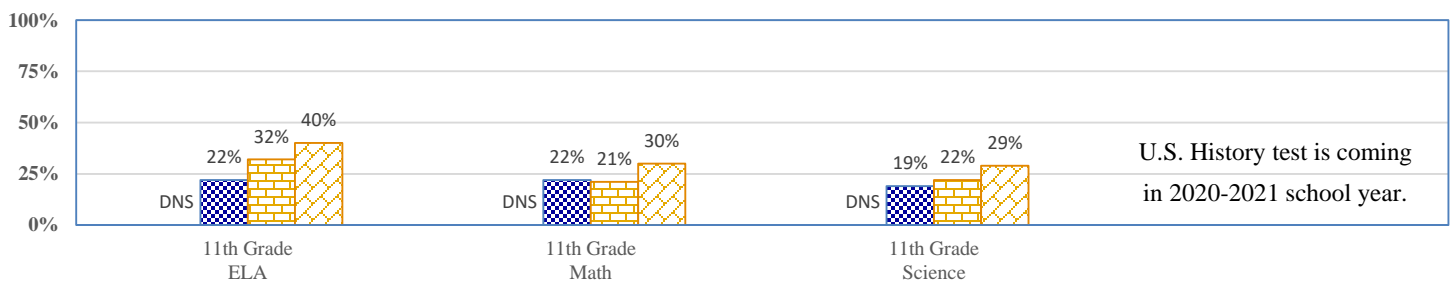 100%
75%
50%
25%
0%
DNS
22%
32%
40%
DNS
22%
21%
30%
DNS
19%
22%
29%
11th Grade
ELA
11th Grade
Math
11th Grade
Science
U.S. History test is coming
in 2020-2021 school year.